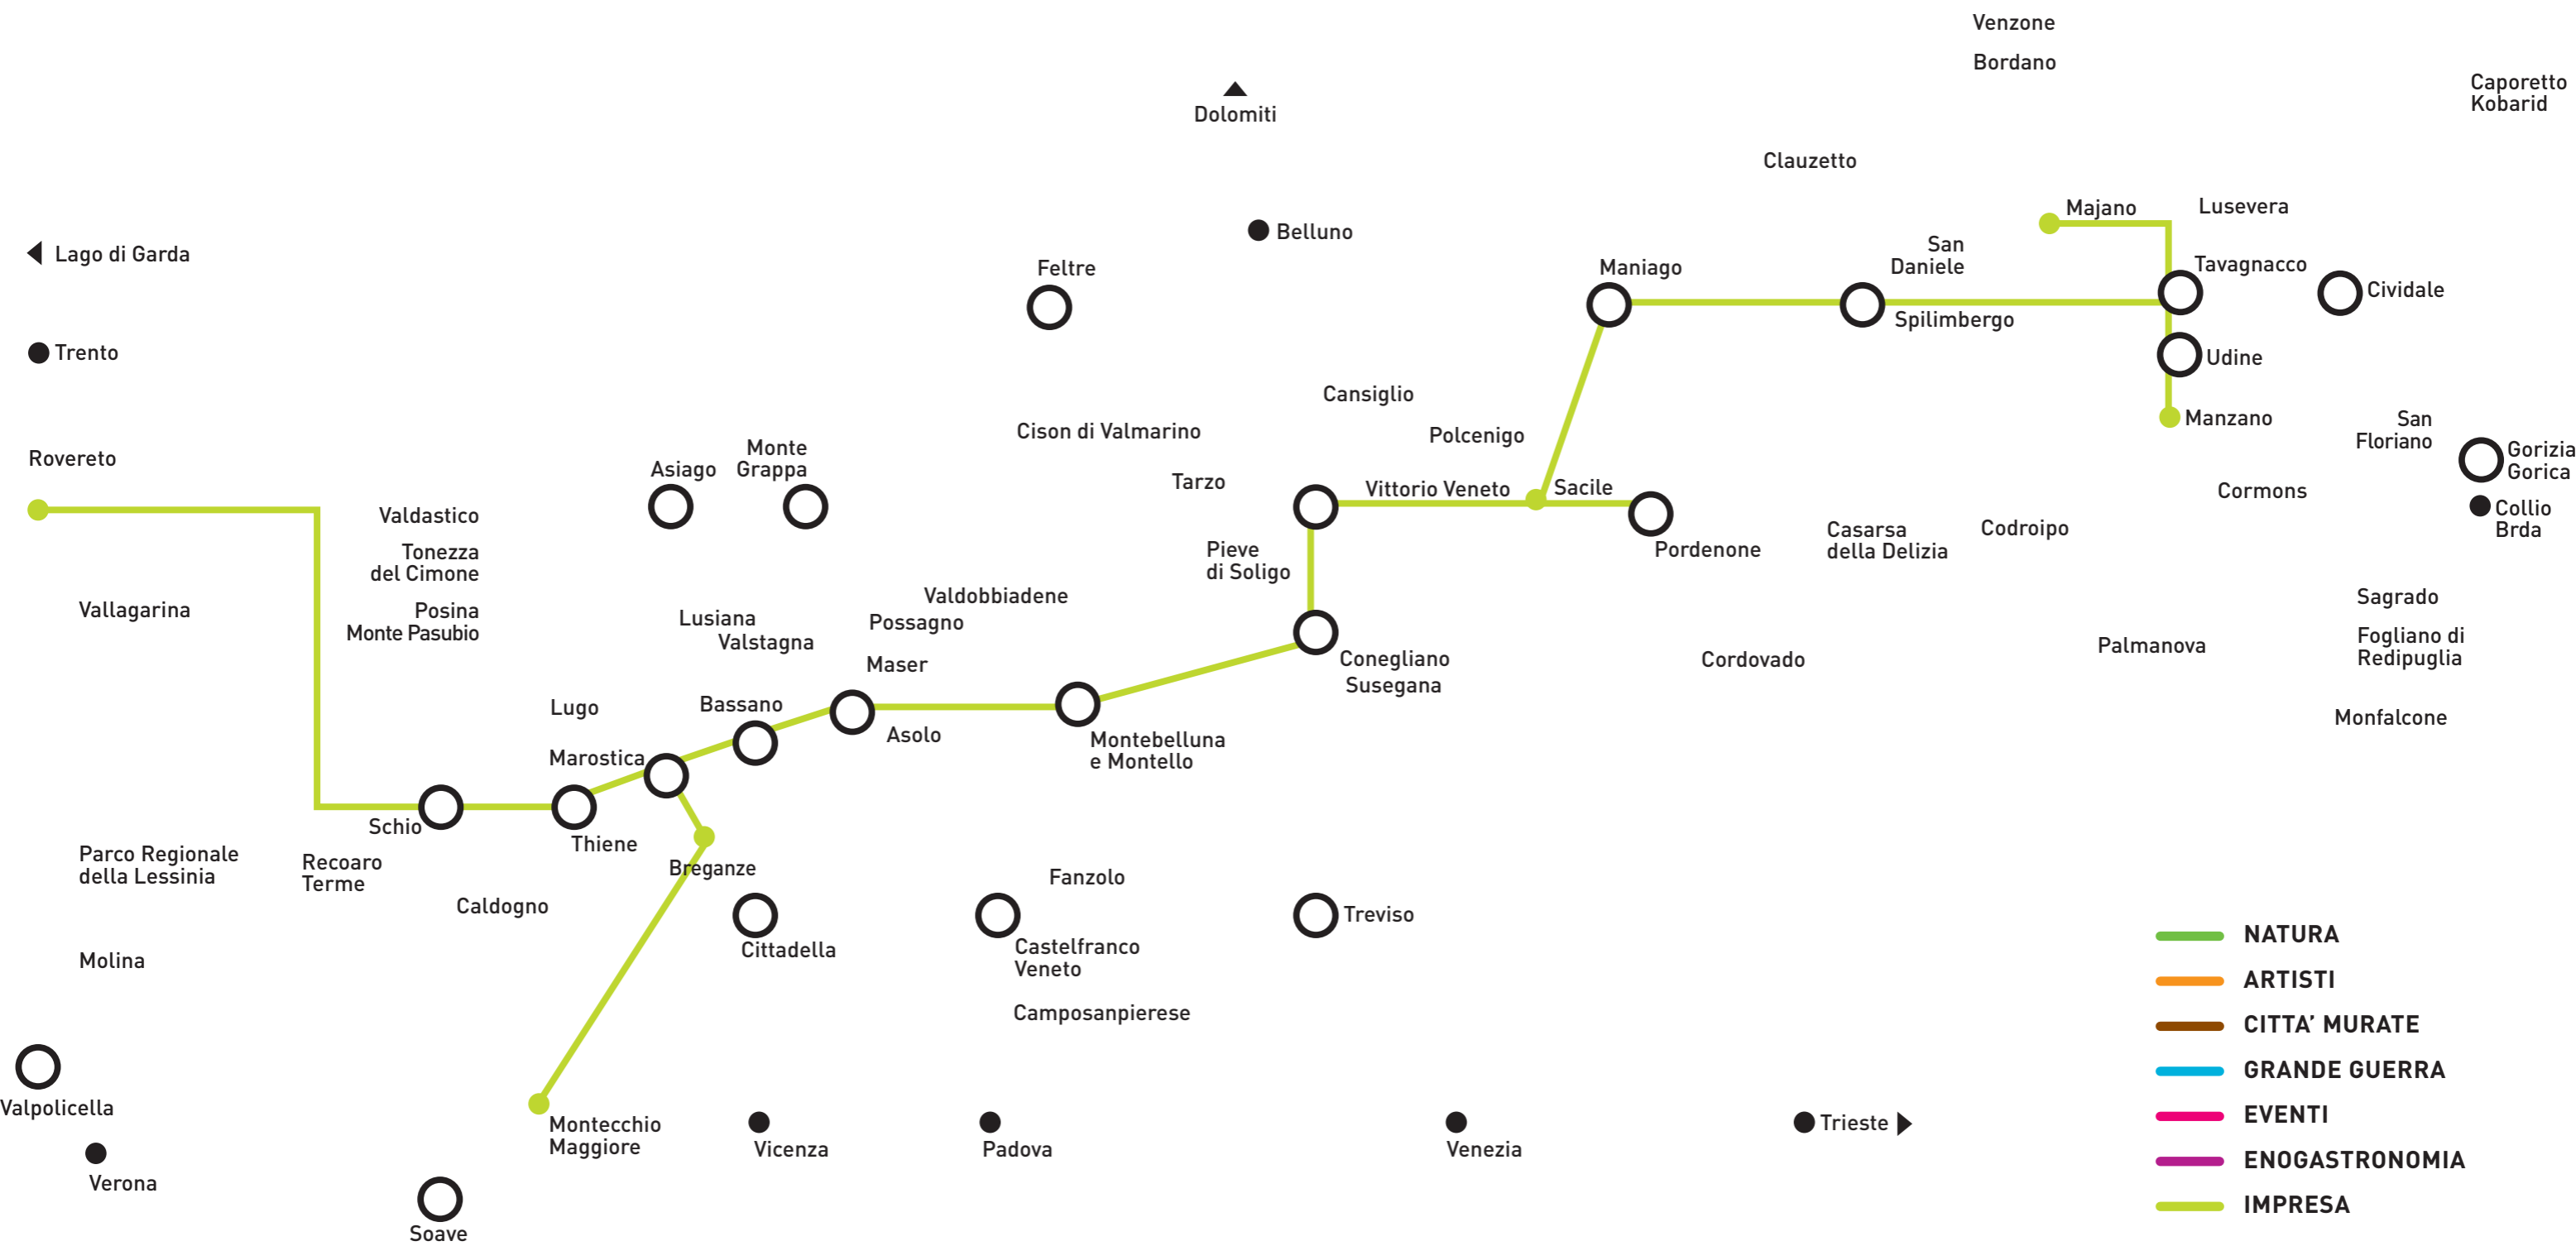 Venzone
Bordano
Caporetto
Kobarid
Dolomiti
Clauzetto
Majano
Lusevera
Belluno
Lago di Garda
San
Daniele
Feltre
Maniago
Tavagnacco
Cividale
Spilimbergo
Trento
Udine
Cansiglio
Cison di Valmarino
Polcenigo
Manzano
San
Floriano
Rovereto
Asiago
Monte
Grappa
Gorizia
Gorica
Tarzo
Vittorio Veneto
Sacile
Cormons
Collio
Brda
Valdastico
Tonezza
del Cimone
Pieve
di Soligo
Pordenone
Casarsa
della Delizia
Codroipo
Vallagarina
Posina
Monte Pasubio
Lusiana
Valstagna
Valdobbiadene
Possagno
Maser
Conegliano
Susegana
Cordovado
Palmanova
Sagrado
Fogliano di
Redipuglia
Monfalcone
Lugo
Bassano
Marostica
Asolo
Montebelluna
e Montello
Schio
Thiene
Breganze
Parco Regionale
della Lessinia
Recoaro
Terme
Caldogno
Fanzolo
Cittadella
Castelfranco
Veneto
Treviso
Camposanpierese
Molina
Valpolicella
Verona
Montecchio
Maggiore
Soave
Vicenza
Padova
Venezia
Trieste
NATURA
ARTISTI
CITTA’ MURATE
GRANDE GUERRA
EVENTI
ENOGASTRONOMIA
IMPRESA